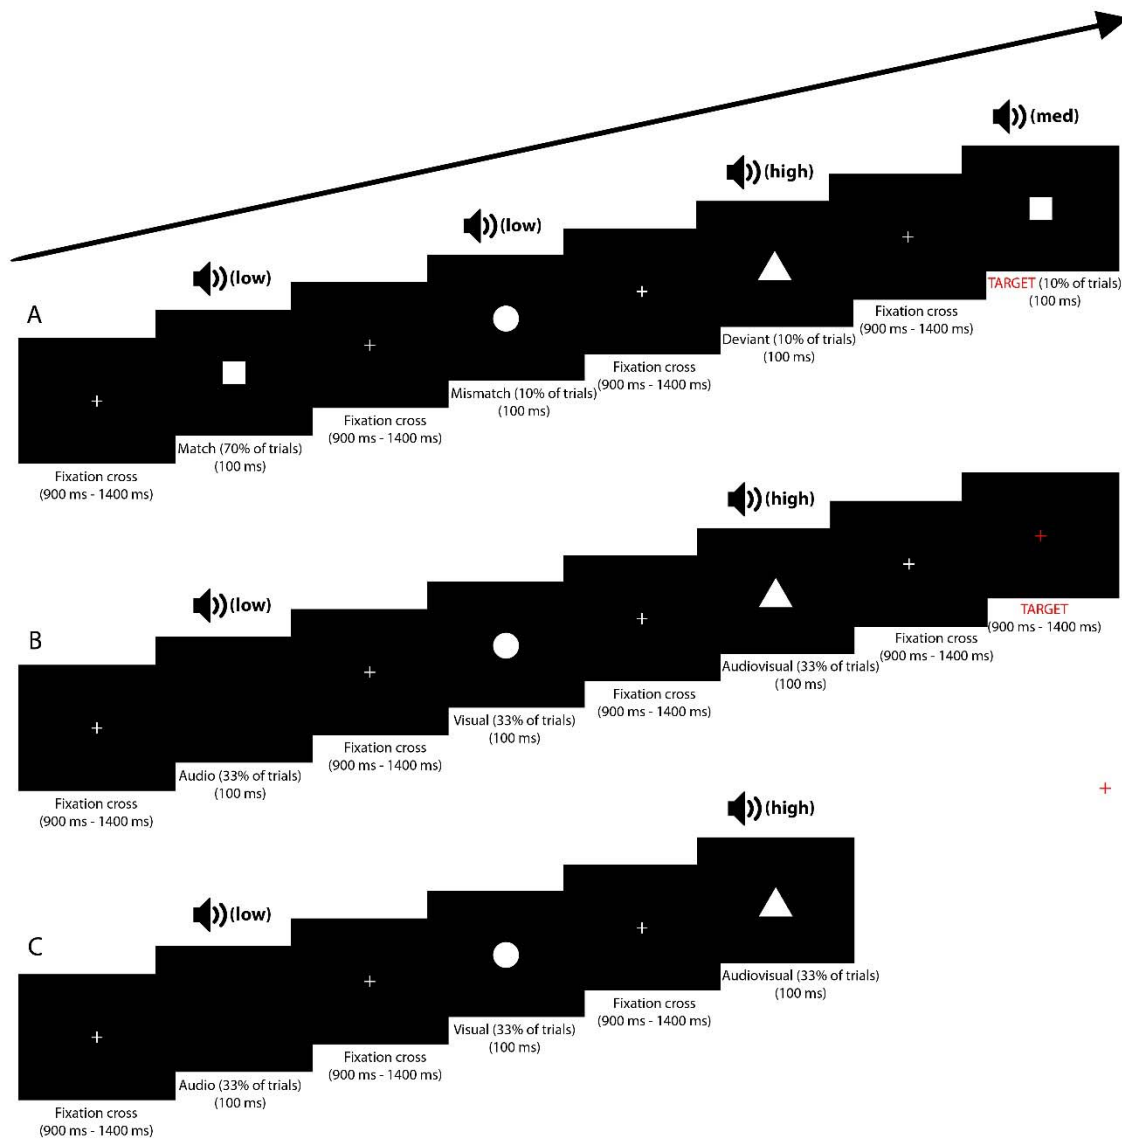 (med)
(high)
(low)
(low)
A
TARGET (10% of trials)
(100 ms)
Fixation cross
(900 ms - 1400 ms)
Deviant (10% of trials)
(100 ms)
Fixation cross
(900 ms - 1400 ms)
Mismatch (10% of trials)
(100 ms)
Fixation cross
(900 ms - 1400 ms)
Match (70% of trials)
(100 ms)
Fixation cross
(900 ms - 1400 ms)
(high)
(low)
B
TARGET
(900 ms - 1400 ms)
Fixation cross
(900 ms - 1400 ms)
Audiovisual (33% of trials)
(100 ms)
Fixation cross
(900 ms - 1400 ms)
Visual (33% of trials)
(100 ms)
Fixation cross
(900 ms - 1400 ms)
Audio (33% of trials)
(100 ms)
Fixation cross
(900 ms - 1400 ms)
(high)
(low)
C
Audiovisual (33% of trials)
(100 ms)
Fixation cross
(900 ms - 1400 ms)
Visual (33% of trials)
(100 ms)
Fixation cross
(900 ms - 1400 ms)
Audio (33% of trials)
(100 ms)
Fixation cross
(900 ms - 1400 ms)